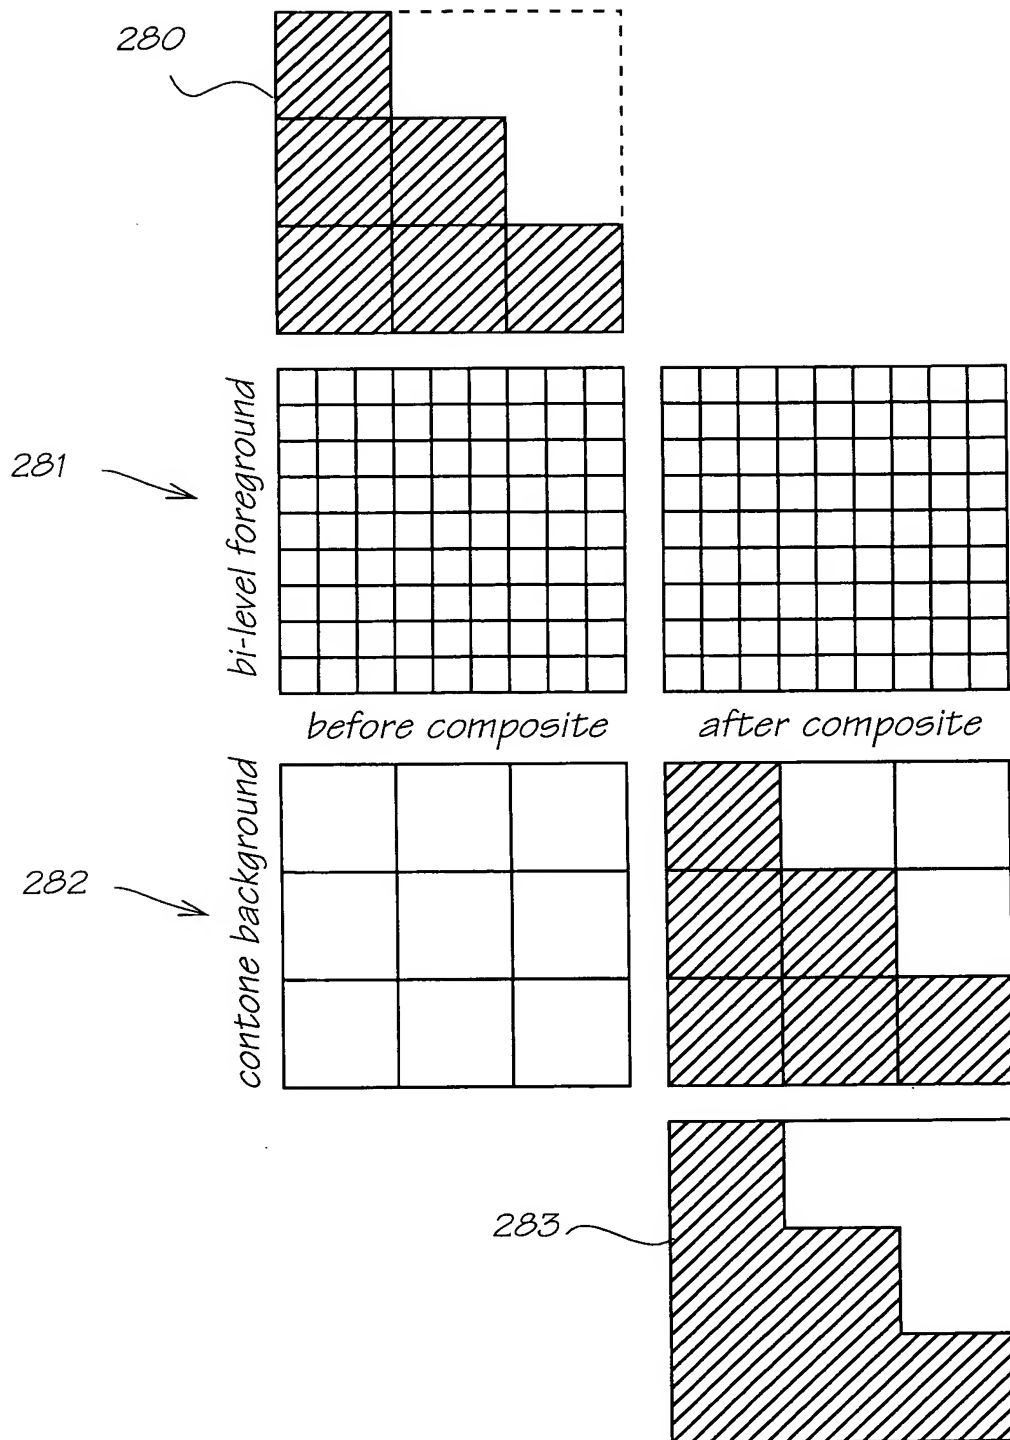 280
281
bi-level foreground
before composite
after composite
282
contone background
283